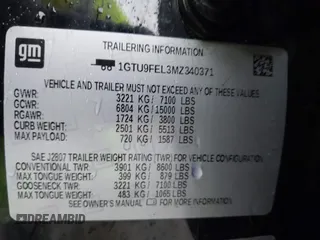 gm
TRAILERING INFORMATION
1GTU9FEL3MZ340371
VEHICLE AND TRAILER MUST NOT EXCEED ANY OF THESE WEIGHTS
GVWR: 3221 KG / 7100 LBS
GCWR: 6804 KG / 15000 LBS
RGAWR: 1724 KG / 3800 LBS
CURB WEIGHT: 2501 KG / 5513 LBS
MAX PAYLOAD: 720 KG / 1587 LBS
SAE J2807 TRAILER WEIGHT RATING (TWR) FOR VEHICLE CONFIGURATION
CONVENTIONAL TWR: 3901 KG / 8600 LBS
MAX TONGUE WEIGHT: 399 KG / 879 LBS
GOOSENECK TWR: 3221 KG / 7100 LBS
MAX TONGUE WEIGHT: 483 KG / 1065 LBS
SEE OWNER'S MANUAL
DREAMBID